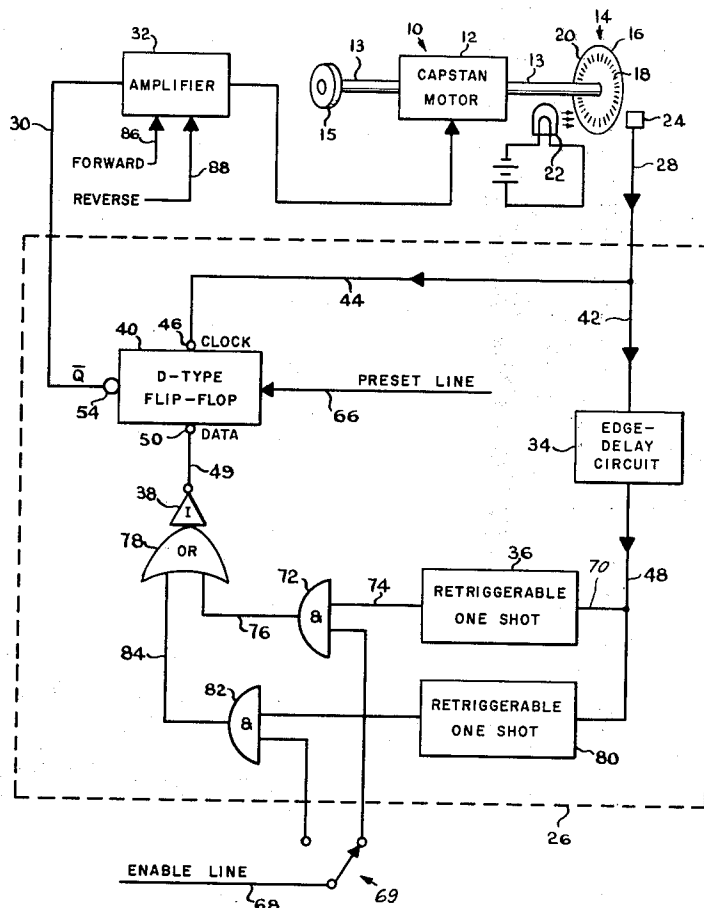 32
10
12
14
13
20
16
AMPLIFIER
CAPSTAN
MOTOR
13
18
15
24
30
86
FORWARD
88
22
28
REVERSE
44
46
CLOCK
42
40
Q̄
D-TYPE
FLIP-FLOP
PRESET LINE
54
66
50
DATA
34
EDGE-
DELAY
CIRCUIT
49
38
I
78
OR
36
70
48
72
74
RETRIGGERABLE
ONE SHOT
&
76
84
82
RETRIGGERABLE
ONE SHOT
&
80
26
ENABLE LINE
69
68